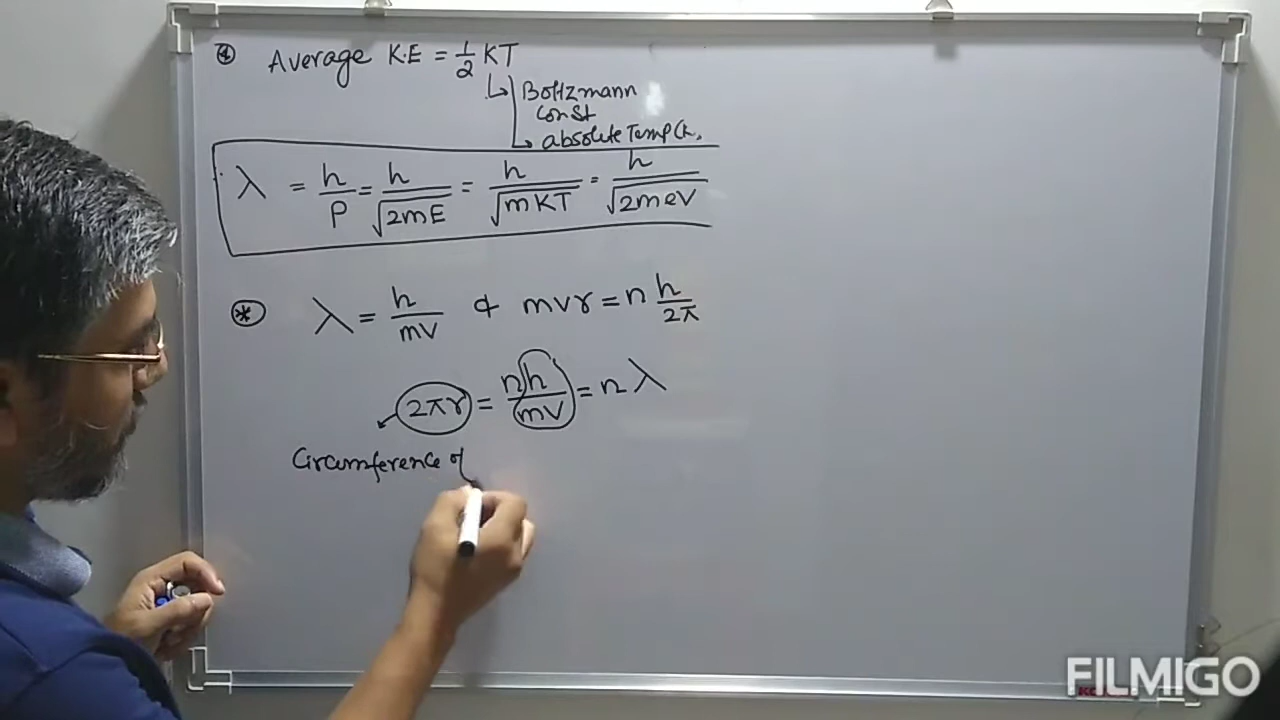 ④ Average K.E = 1/2 KT
↳ Boltzmann
const
↳ absolute Temp(K.
λ = h/P = h/√2mE = h/√mKT = h/√2meV
⊛ λ = h/mv & mvr = n h/2π
2πr = nh/mv = nλ
Circumference of
FILMIGO